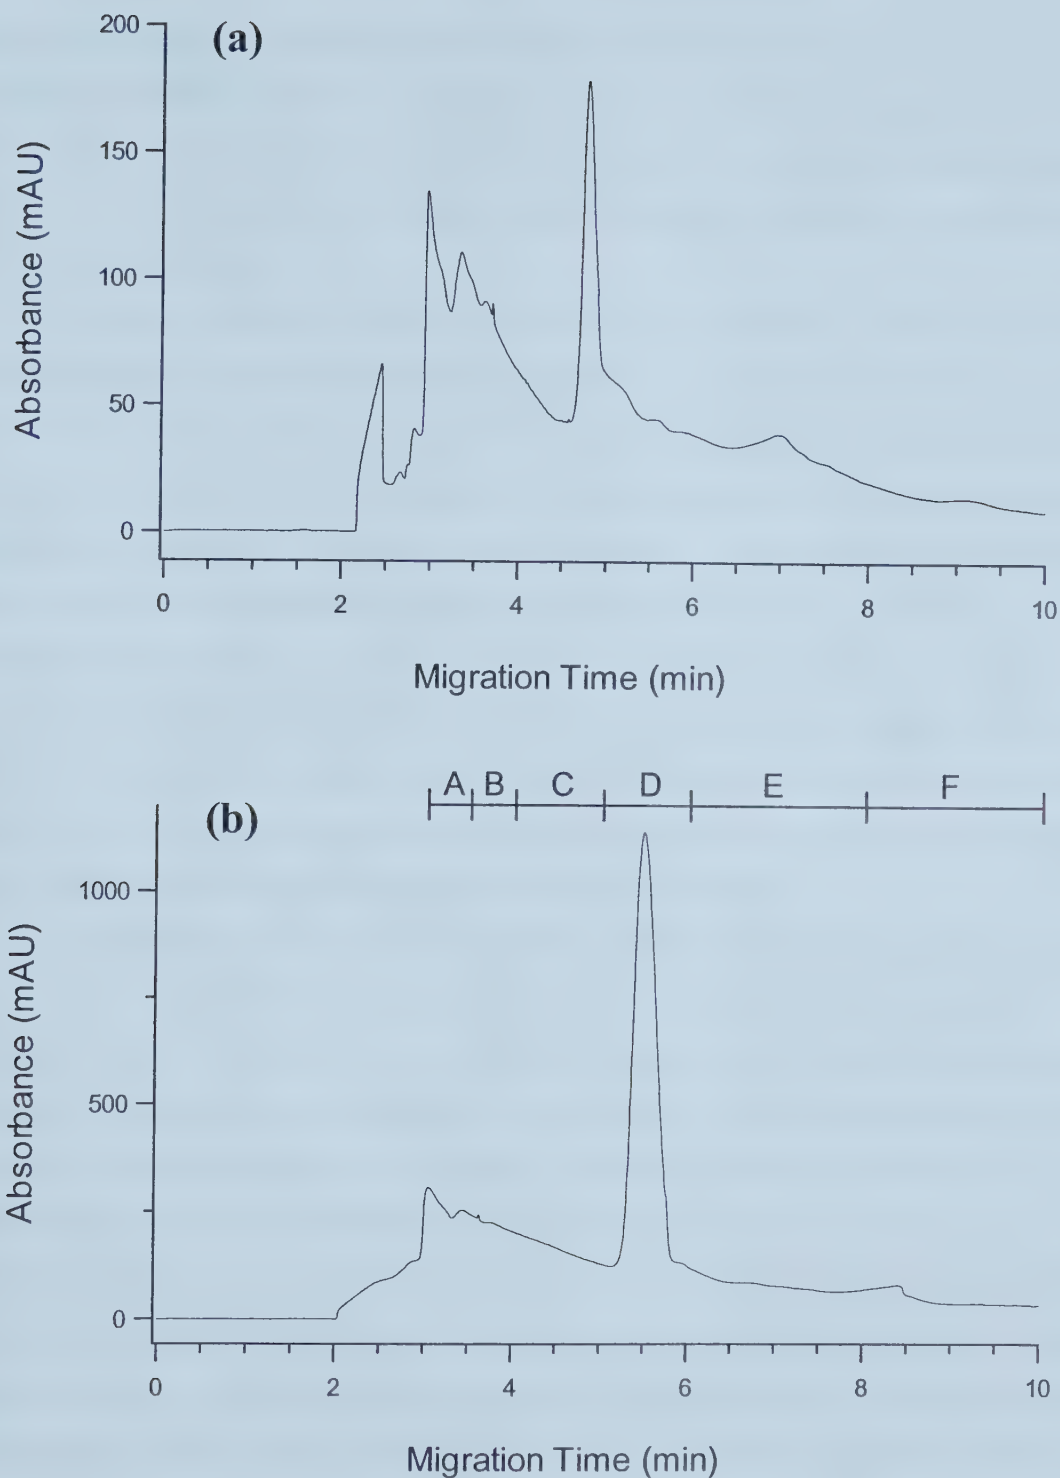 (a)
200
150
100
50
0
Absorbance (mAU)
0 2 4 6 8 10
Migration Time (min)
A B C D E F
(b)
1000
500
0
Absorbance (mAU)
0 2 4 6 8 10
Migration Time (min)